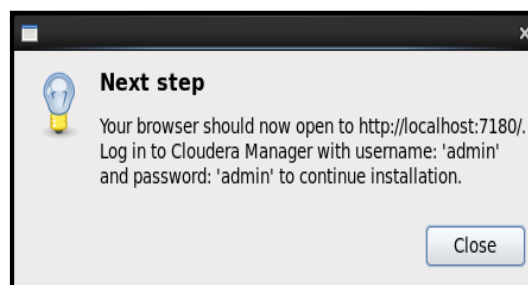 Next step
Your browser should now open to http://localhost:7180/.
Log in to Cloudera Manager with username: 'admin'
and password: 'admin' to continue installation.
Close